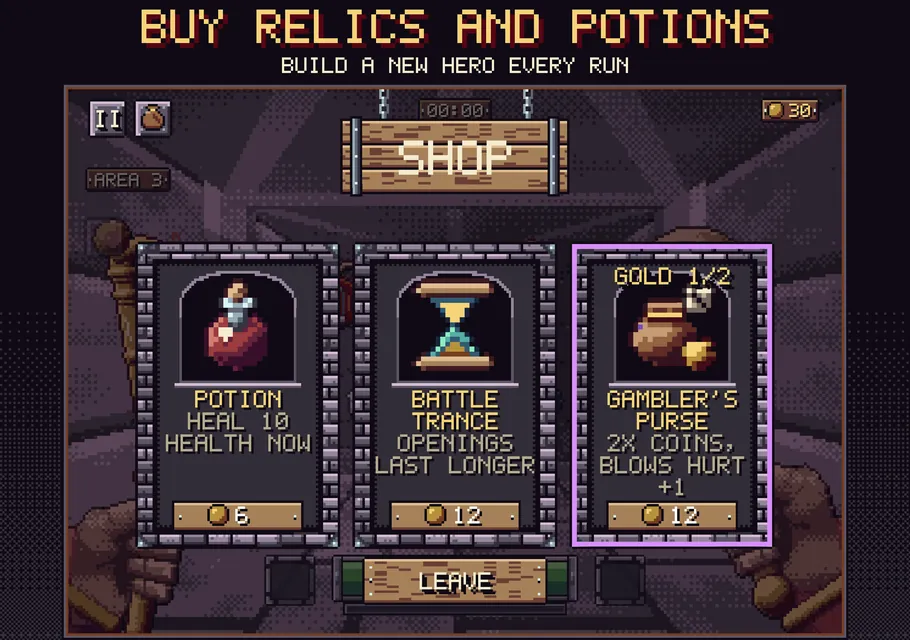 BUY RELICS AND POTIONS
BUILD A NEW HERO EVERY RUN
00:00
30
SHOP
AREA 3
POTION
HEAL 10
HEALTH NOW
6
BATTLE
TRANCE
OPENINGS
LAST LONGER
12
GOLD 1/2
GAMBLER'S
PURSE
2X COINS,
BLOWS HURT
+1
12
LEAVE